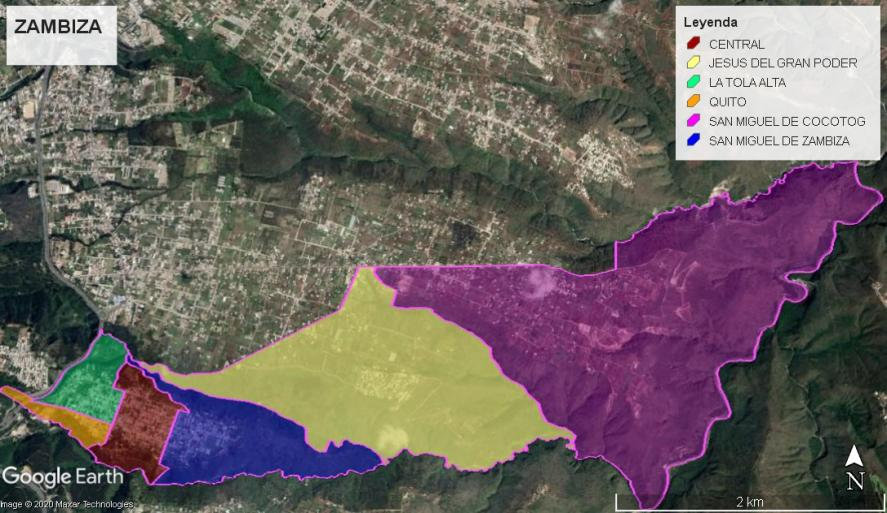 ZAMBIZA
Leyenda
CENTRAL
JESUS DEL GRAN PODER
LA TOLA ALTA
QUITO
SAN MIGUEL DE COCOTOG
SAN MIGUEL DE ZAMBIZA
Google Earth
Image © 2020 Maxar Technologies
2 km
N